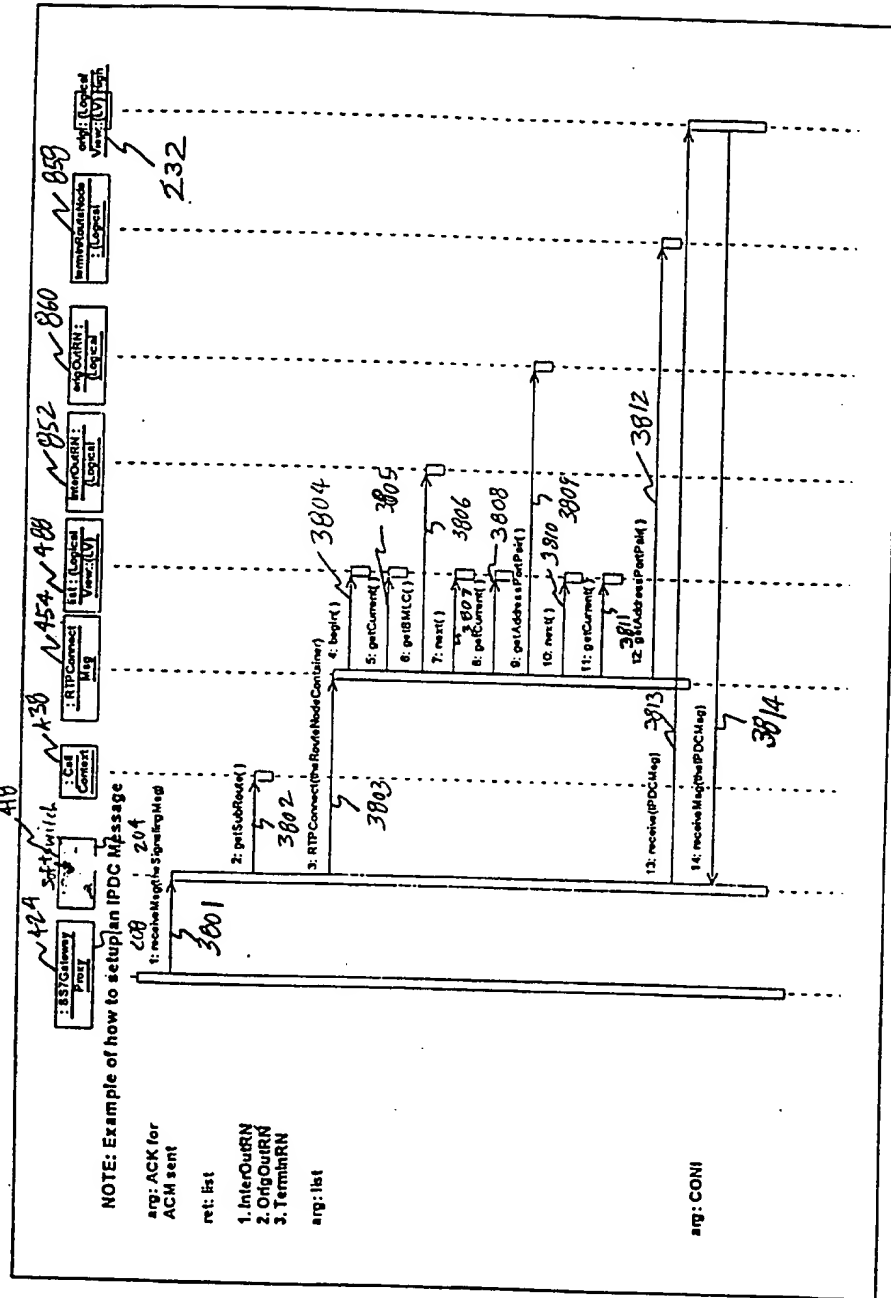 418
424
Softswitch
438
454
488
852
860
858
: SS7Gateway
Proxy
: Call
Context
: RTPConnect
Msg
list : (Logical
View::(LV)
InterOutRN :
(Logical
origOutRN :
(Logical
terminRouteNode
: (Logical
orig : (Logical
View::(LV)
208
204
232
NOTE: Example of how to setup an IPDC Message
arg: ACK for
ACM sent
1: receiveMsg(theSignalingMsg)
3801
ret: list
2: getSubRoute( )
3802
1. InterOutRN
2. OrigOutRN
3. TerminRN
arg: list
3: RTPConnect(theRouteNodeContainer)
3803
4: begin( )
3804
5: getCurrent( )
3805
6: getBMLC( )
3806
7: next( )
3807
8: getCurrent( )
3808
9: getAddressPortPair( )
3809
10: next( )
3810
11: getCurrent( )
3811
12: getAddressPortPair( )
3812
arg: CONI
13: receive(IPDCMsg)
3813
14: receiveMsg(theIPDCMsg)
3814